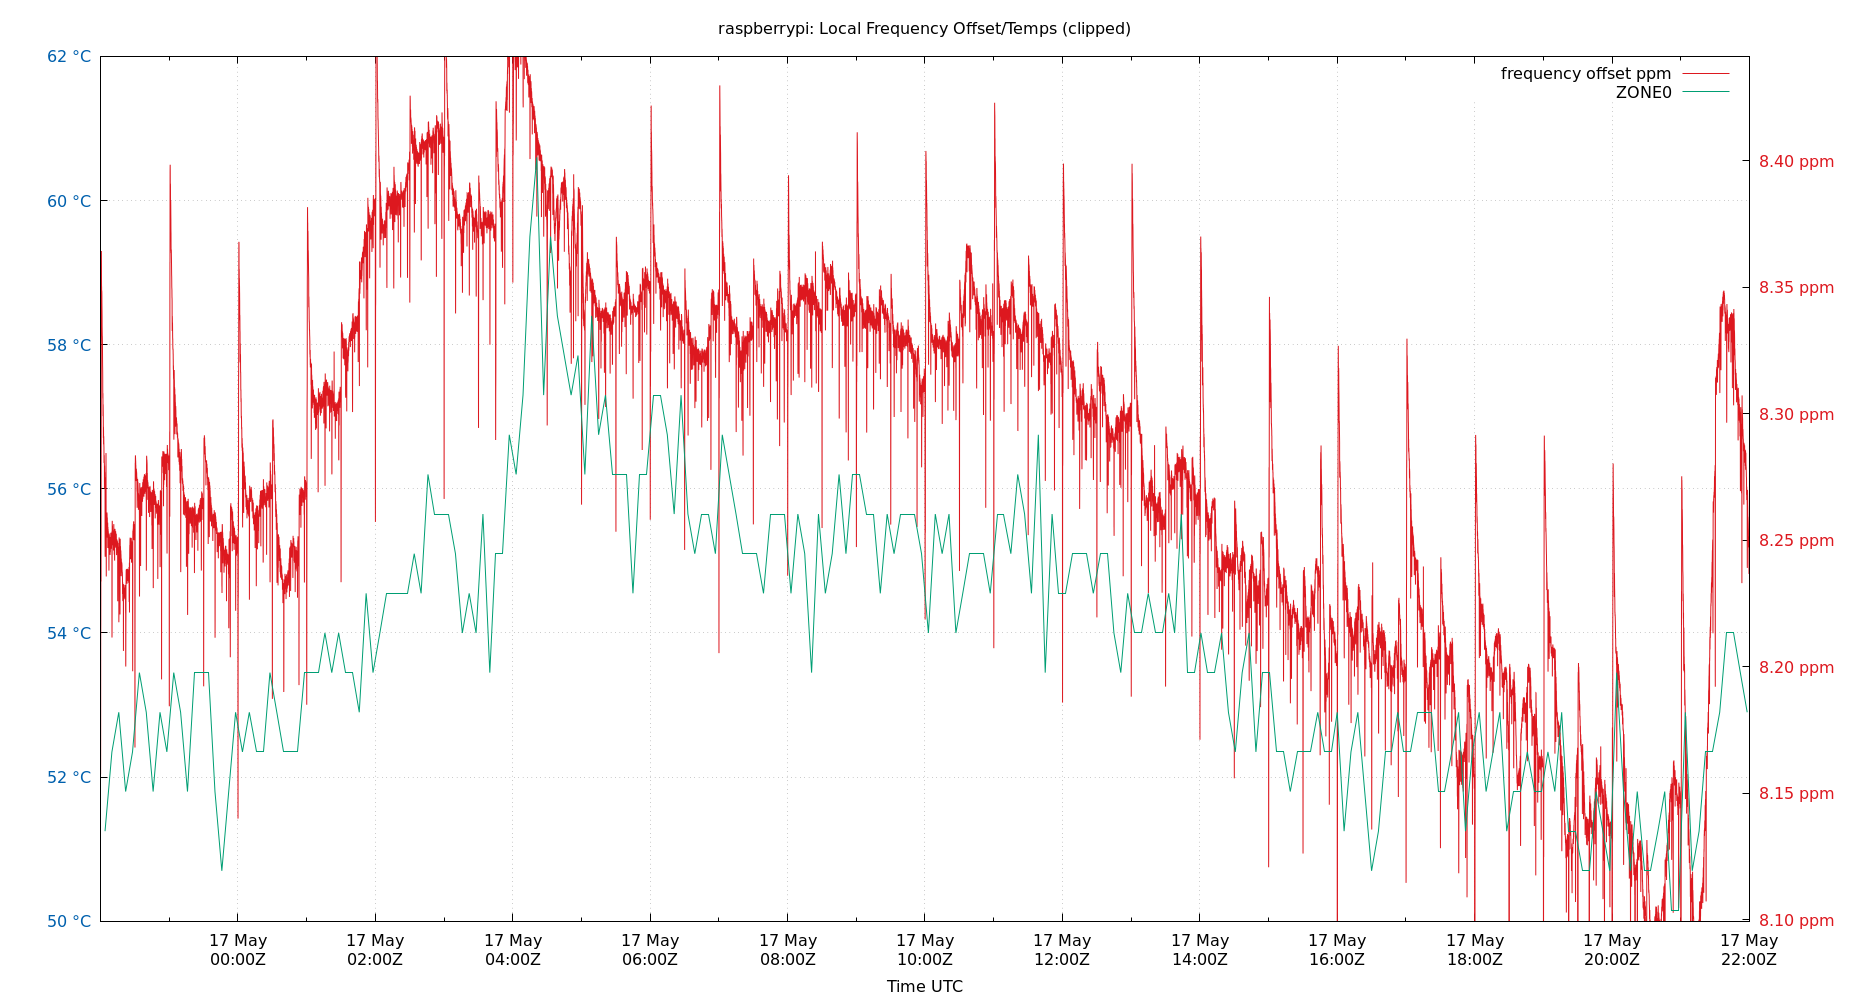 raspberrypi: Local Frequency Offset/Temps (clipped)
62 °C
60 °C
58 °C
56 °C
54 °C
52 °C
50 °C
frequency offset ppm
ZONE0
8.40 ppm
8.35 ppm
8.30 ppm
8.25 ppm
8.20 ppm
8.15 ppm
8.10 ppm
17 May
00:00Z
17 May
02:00Z
17 May
04:00Z
17 May
06:00Z
17 May
08:00Z
17 May
10:00Z
17 May
12:00Z
17 May
14:00Z
17 May
16:00Z
17 May
18:00Z
17 May
20:00Z
17 May
22:00Z
Time UTC